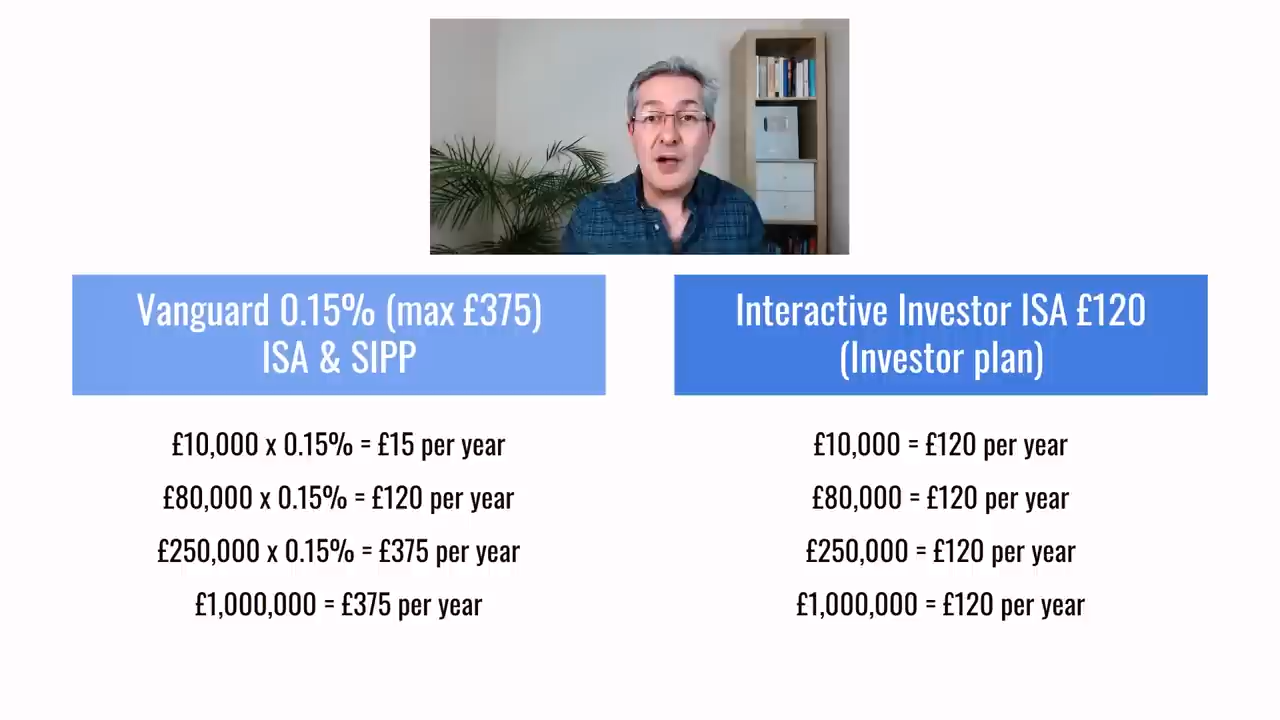 Vanguard 0.15% (max £375)
ISA & SIPP
£10,000 x 0.15% = £15 per year
£80,000 x 0.15% = £120 per year
£250,000 x 0.15% = £375 per year
£1,000,000 = £375 per year
Interactive Investor ISA £120
(Investor plan)
£10,000 = £120 per year
£80,000 = £120 per year
£250,000 = £120 per year
£1,000,000 = £120 per year